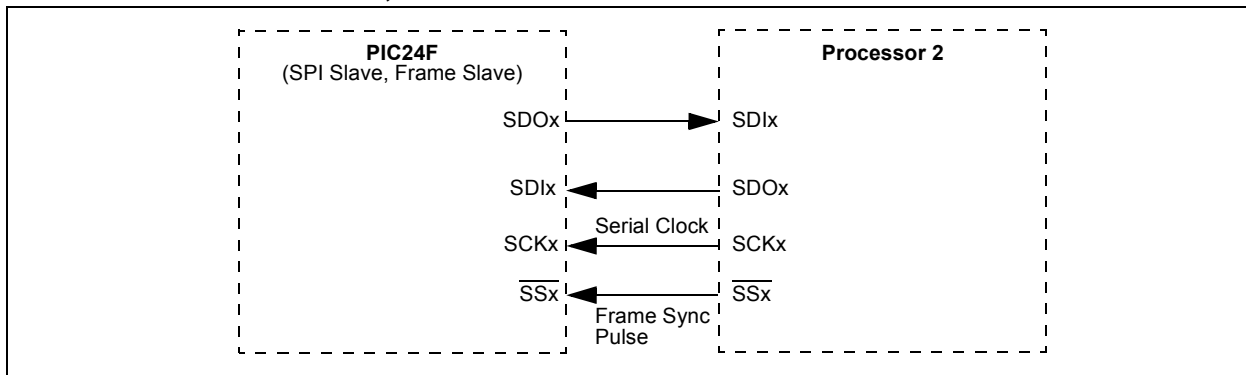 PIC24F
(SPI Slave, Frame Slave)
Processor 2
SDOx
SDIx
SDIx
SDOx
Serial Clock
SCKx
SCKx
SSx
SSx
Frame Sync
Pulse